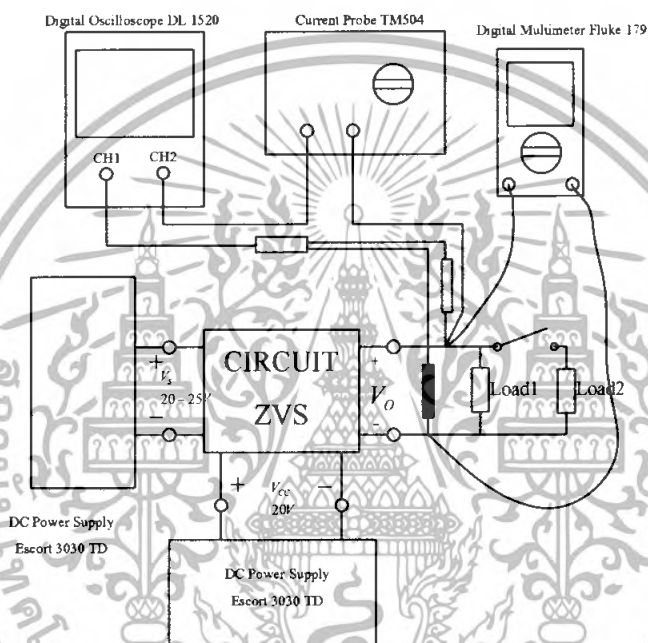 Digital Oscilloscope DL 1520
Current Probe TM504
Digital Multimeter Fluke 179
CH1
CH2
+
Vs
20 - 25V
−
CIRCUIT
ZVS
+
VO
-
Load1
Load2
+
Vcc
−
20V
DC Power Supply
Escort 3030 TD
DC Power Supply
Escort 3030 TD